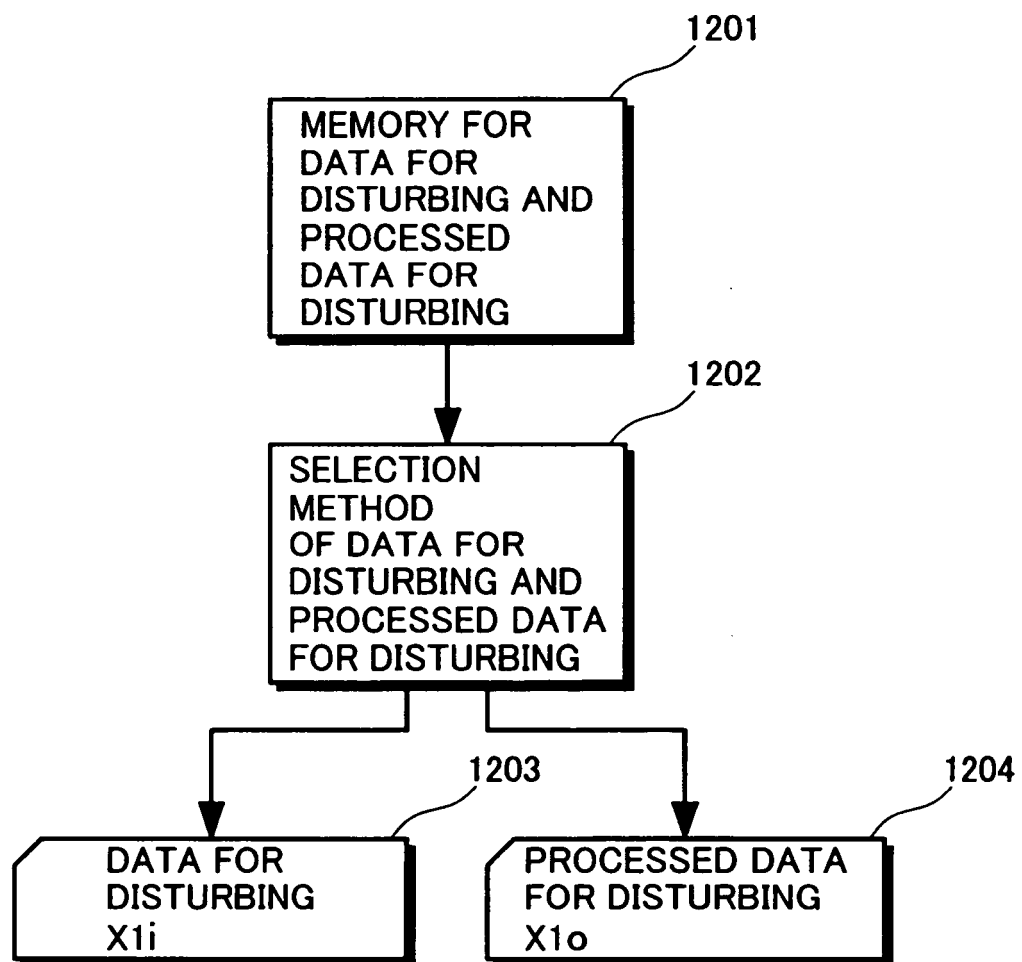 1201
MEMORY FOR
DATA FOR
DISTURBING AND
PROCESSED
DATA FOR
DISTURBING
1202
SELECTION
METHOD
OF DATA FOR
DISTURBING AND
PROCESSED DATA
FOR DISTURBING
1203
DATA FOR
DISTURBING
X1i
1204
PROCESSED DATA
FOR DISTURBING
X1o